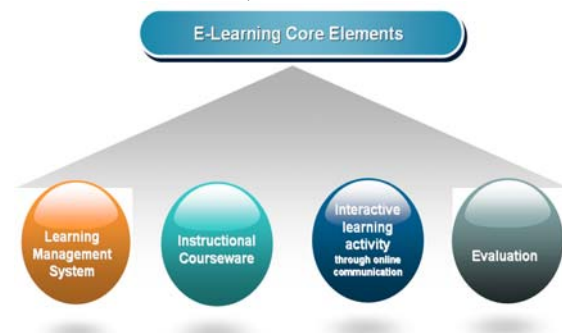 E-Learning Core Elements
Learning
Management
System
Instructional
Courseware
Interactive
learning
activity
through online
communication
Evaluation